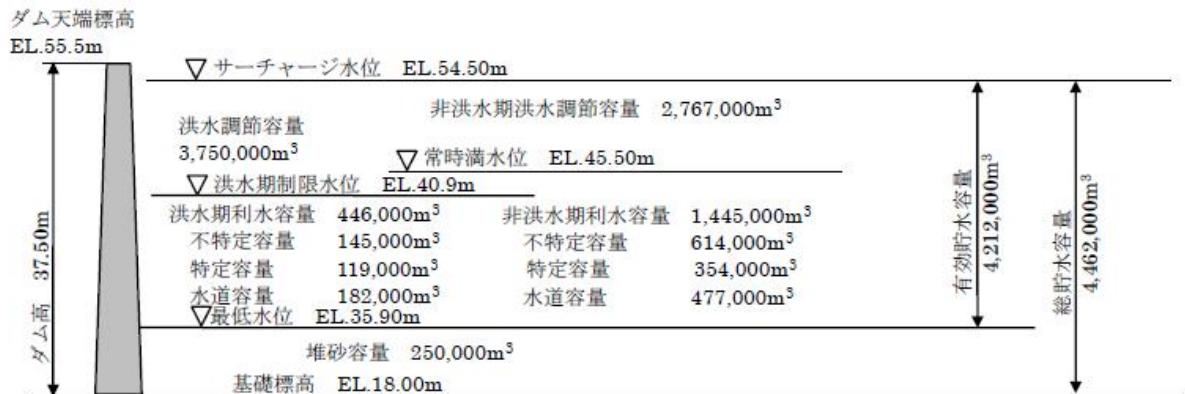 ダム天端標高
EL.55.5m
サーチャージ水位 EL.54.50m
非洪水期洪水調節容量 2,767,000m³
洪水調節容量
3,750,000m³
常時満水位 EL.45.50m
洪水期制限水位 EL.40.9m
洪水期利水容量 446,000m³ 非洪水期利水容量 1,445,000m³
不特定容量 145,000m³ 不特定容量 614,000m³
特定容量 119,000m³ 特定容量 354,000m³
水道容量 182,000m³ 水道容量 477,000m³
最低水位 EL.35.90m
堆砂容量 250,000m³
基礎標高 EL.18.00m
ダム高 37.50m
有効貯水容量
4,212,000m³
総貯水容量
4,462,000m³